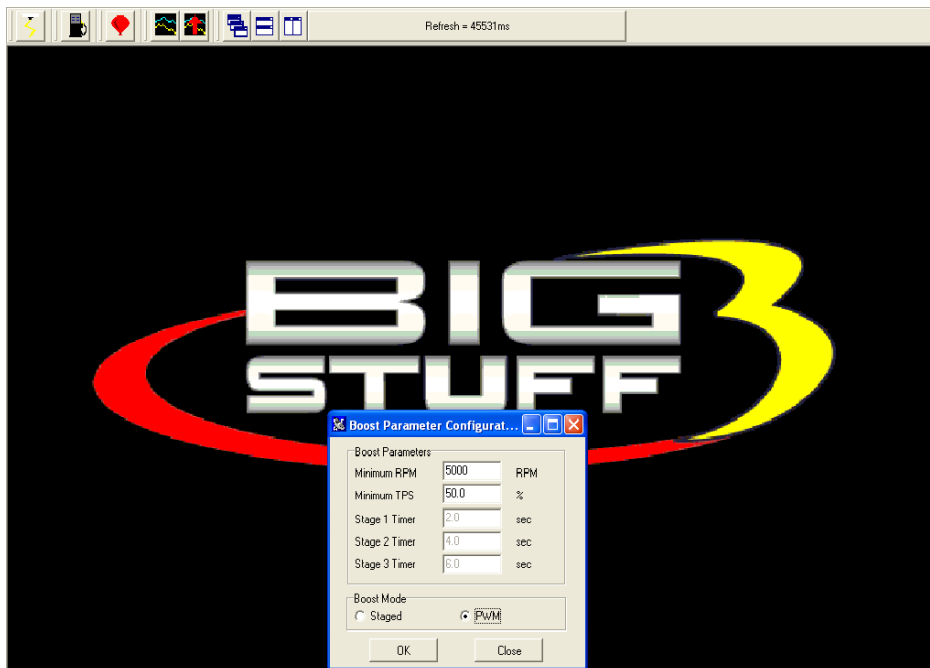 Refresh = 45531ms
BIG 3
STUFF
Boost Parameter Configurat...
Boost Parameters
Minimum RPM 5000 RPM
Minimum TPS 50.0 %
Stage 1 Timer 2.0 sec
Stage 2 Timer 4.0 sec
Stage 3 Timer 6.0 sec
Boost Mode
Staged PWM
OK Close